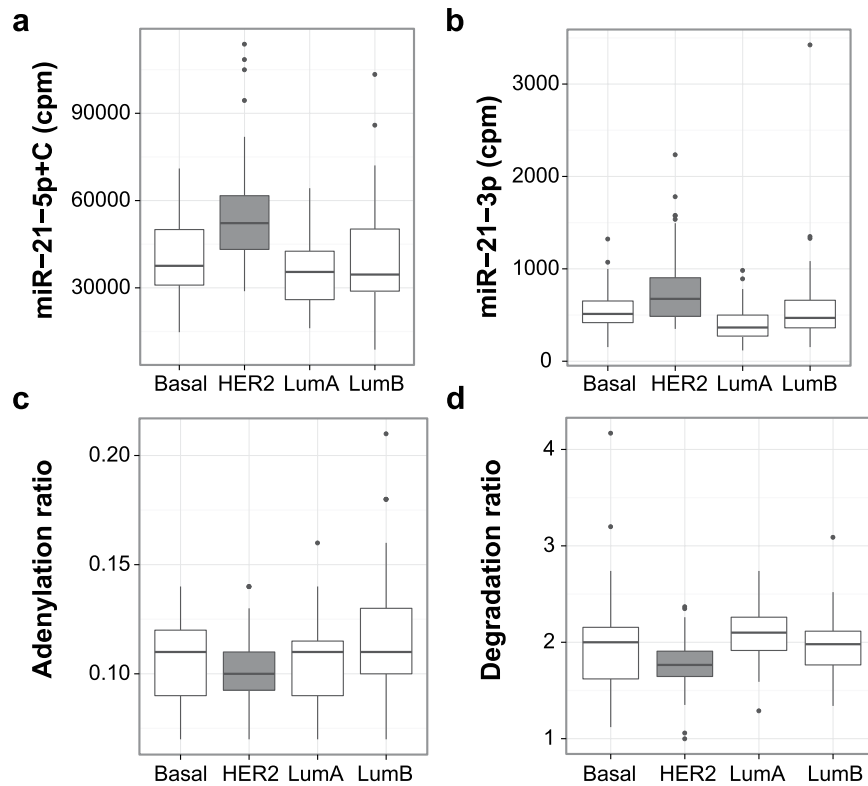 a
miR−21−5p+C (cpm)
90000
60000
30000
Basal HER2 LumA LumB
b
miR−21−3p (cpm)
3000
2000
1000
0
Basal HER2 LumA LumB
c
Adenylation ratio
0.20
0.15
0.10
Basal HER2 LumA LumB
d
Degradation ratio
4
3
2
1
Basal HER2 LumA LumB